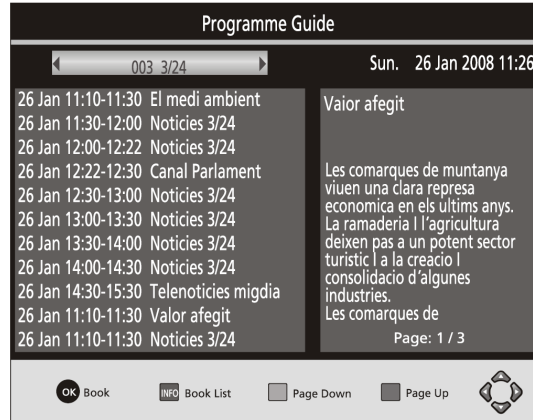 Programme Guide
003 3/24
Sun. 26 Jan 2008 11:26
26 Jan 11:10-11:30 El medi ambient
26 Jan 11:30-12:00 Noticies 3/24
26 Jan 12:00-12:22 Noticies 3/24
26 Jan 12:22-12:30 Canal Parlament
26 Jan 12:30-13:00 Noticies 3/24
26 Jan 13:00-13:30 Noticies 3/24
26 Jan 13:30-14:00 Noticies 3/24
26 Jan 14:00-14:30 Noticies 3/24
26 Jan 14:30-15:30 Telenoticies migdia
26 Jan 11:10-11:30 Valor afegit
26 Jan 11:10-11:30 Noticies 3/24
Vaior afegit
Les comarques de muntanya
viuen una clara represa
economica en els ultims anys.
La ramaderia I l'agricultura
deixen pas a un potent sector
turistic I a la creacio I
consolidacio d'algunes
industries.
Les comarques de
Page: 1 / 3
OK Book
INFO Book List
Page Down
Page Up